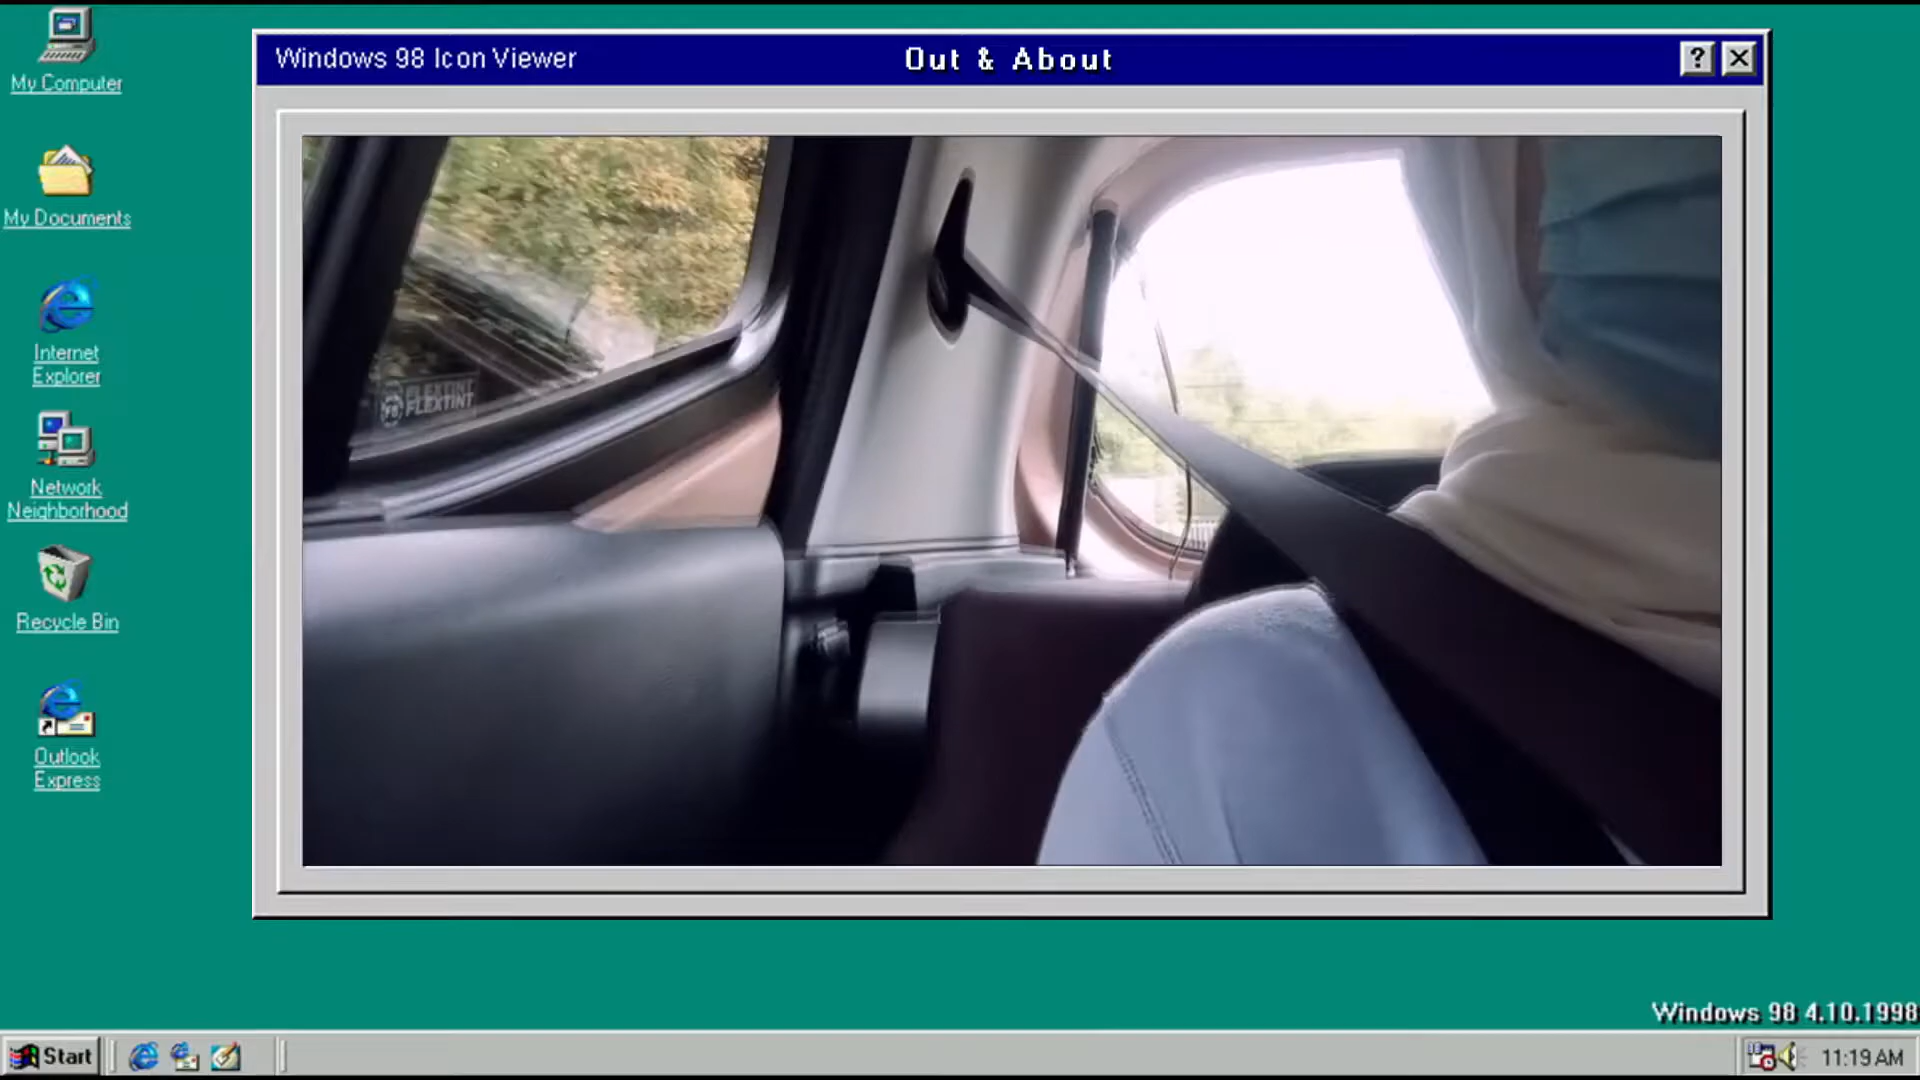 My Computer
My Documents
Internet
Explorer
Network
Neighborhood
Recycle Bin
Outlook
Express
Windows 98 Icon Viewer
Out & About
?
FLEXTINT
FLEXTINT
Windows 98 4.10.1998
Start
11:19 AM